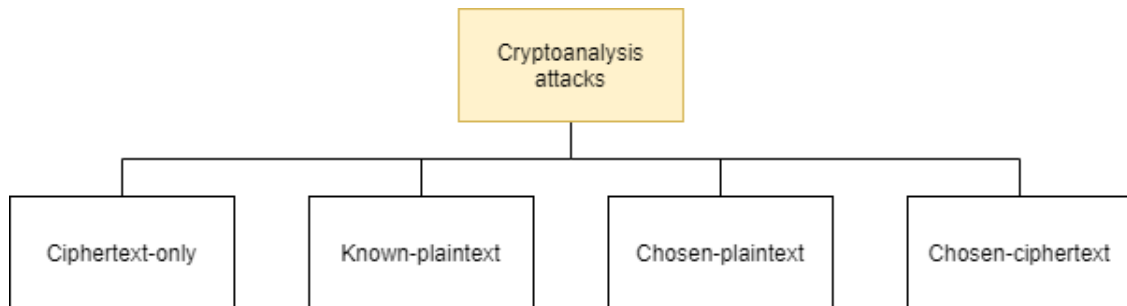 Cryptoanalysis
attacks
Ciphertext-only
Known-plaintext
Chosen-plaintext
Chosen-ciphertext